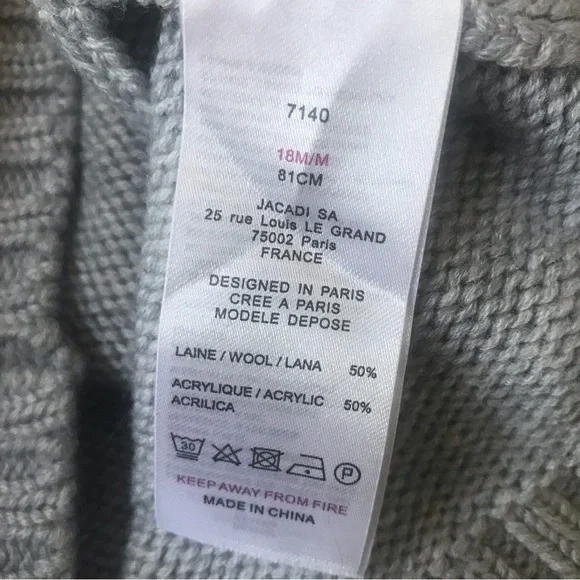 7140
18M/M
81CM
JACADI SA
25 rue Louis LE GRAND
75002 Paris
FRANCE
DESIGNED IN PARIS
CREE A PARIS
MODELE DEPOSE
LAINE / WOOL / LANA 50%
ACRYLIQUE / ACRYLIC 50%
ACRILICA
30 P
KEEP AWAY FROM FIRE
MADE IN CHINA